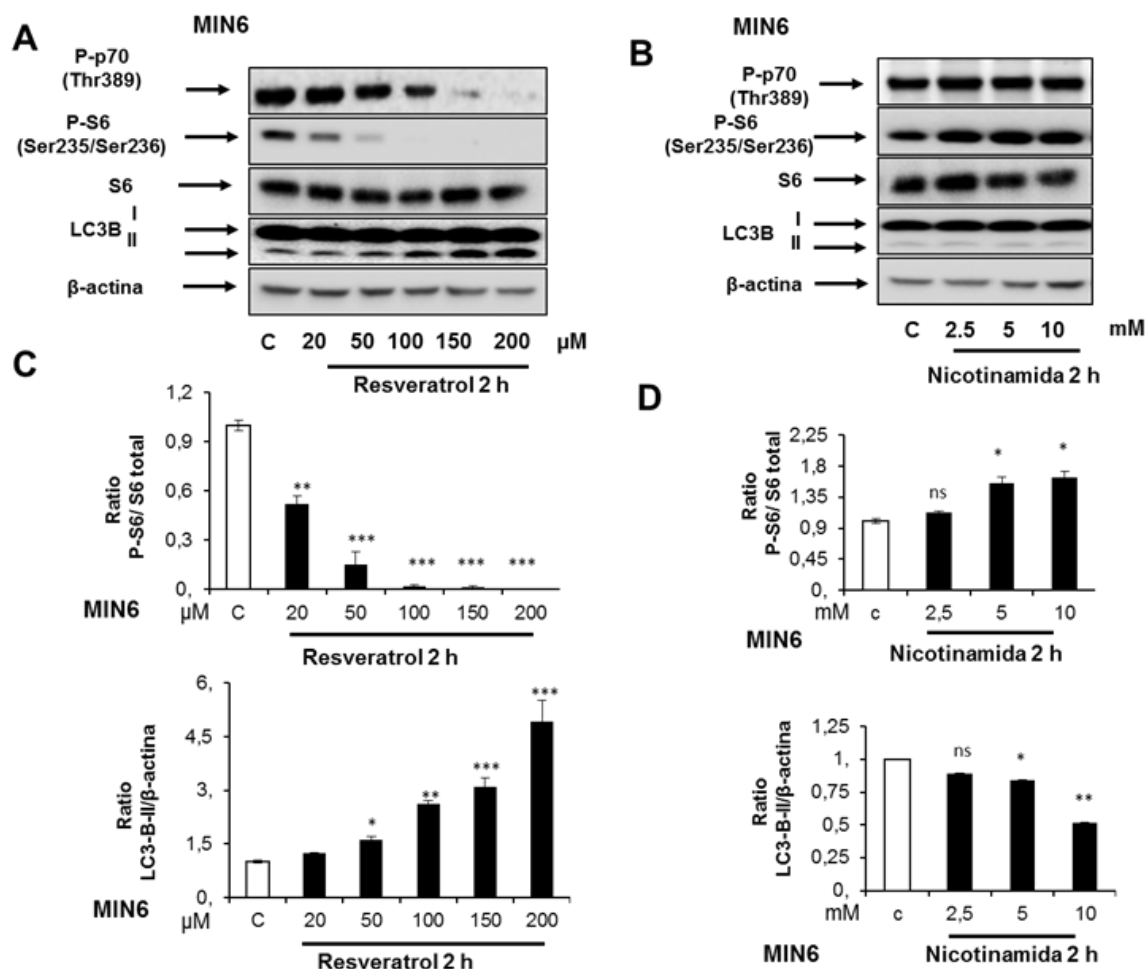 A
MIN6
P-p70
(Thr389)
P-S6
(Ser235/Ser236)
S6
LC3B
I
II
β-actina
C 20 50 100 150 200 µM
Resveratrol 2 h
B
MIN6
P-p70
(Thr389)
P-S6
(Ser235/Ser236)
S6
LC3B
I
II
β-actina
C 2.5 5 10 mM
Nicotinamida 2 h
C
Ratio
P-S6/ S6 total
1,2
0,9
0,6
0,3
0,
** *** *** *** ***
MIN6
µM
C 20 50 100 150 200
Resveratrol 2 h
Ratio
LC3-B-II/β-actina
6,
4,5
3,
1,5
0,
* ** *** ***
MIN6
µM
C 20 50 100 150 200
Resveratrol 2 h
D
Ratio
P-S6/ S6 total
2,25
1,8
1,35
0,9
0,45
0,
ns * *
mM
c 2,5 5 10
MIN6
Nicotinamida 2 h
Ratio
LC3-B-II/β-actina
1,25
1,
0,75
0,5
0,25
0,
ns * **
mM
c 2,5 5 10
MIN6
Nicotinamida 2 h